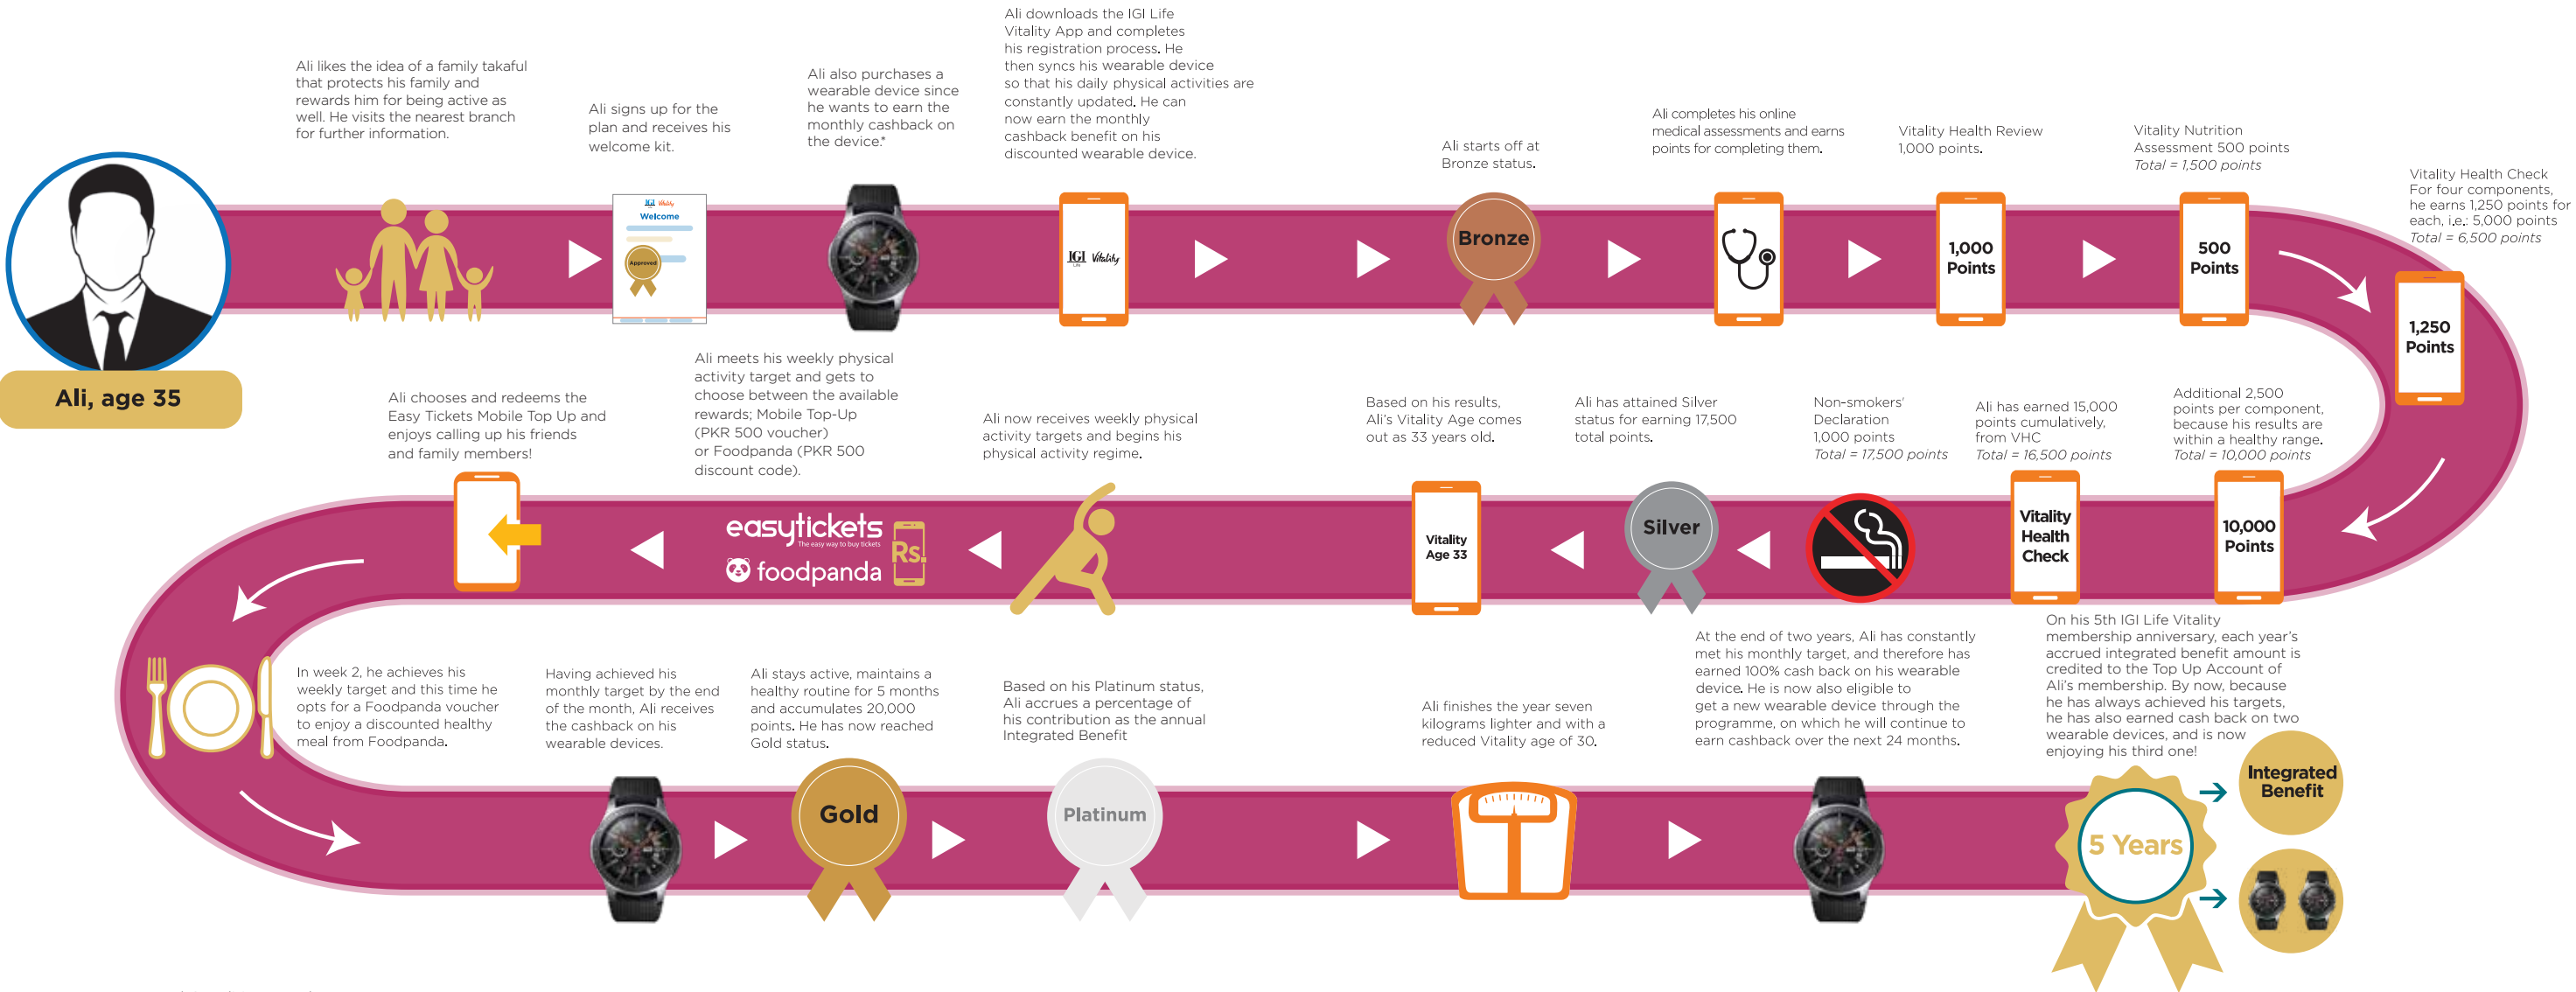 Ali, age 35
Ali likes the idea of a family takaful
that protects his family and
rewards him for being active as
well. He visits the nearest branch
for further information.
Ali signs up for the
plan and receives his
welcome kit.
IGI Vitality
Welcome
Approved
Ali also purchases a
wearable device since
he wants to earn the
monthly cashback on
the device.*
Ali downloads the IGI Life
Vitality App and completes
his registration process. He
then syncs his wearable device
so that his daily physical activities are
constantly updated. He can
now earn the monthly
cashback benefit on his
discounted wearable device.
IGI Vitality
Life
Ali starts off at
Bronze status.
Bronze
Ali completes his online
medical assessments and earns
points for completing them.
Vitality Health Review
1,000 points.
1,000
Points
Vitality Nutrition
Assessment 500 points
Total = 1,500 points
500
Points
Vitality Health Check
For four components,
he earns 1,250 points for
each, i.e.: 5,000 points
Total = 6,500 points
1,250
Points
Additional 2,500
points per component,
because his results are
within a healthy range.
Total = 10,000 points
10,000
Points
Ali has earned 15,000
points cumulatively,
from VHC
Total = 16,500 points
Vitality
Health
Check
Non-smokers'
Declaration
1,000 points
Total = 17,500 points
Ali has attained Silver
status for earning 17,500
total points.
Silver
Based on his results,
Ali's Vitality Age comes
out as 33 years old.
Vitality
Age 33
Ali now receives weekly physical
activity targets and begins his
physical activity regime.
Ali meets his weekly physical
activity target and gets to
choose between the available
rewards; Mobile Top-Up
(PKR 500 voucher)
or Foodpanda (PKR 500
discount code).
easytickets
The easy way to buy tickets
foodpanda
Rs.
Ali chooses and redeems the
Easy Tickets Mobile Top Up and
enjoys calling up his friends
and family members!
In week 2, he achieves his
weekly target and this time he
opts for a Foodpanda voucher
to enjoy a discounted healthy
meal from Foodpanda.
Having achieved his
monthly target by the end
of the month, Ali receives
the cashback on his
wearable devices.
Ali stays active, maintains a
healthy routine for 5 months
and accumulates 20,000
points. He has now reached
Gold status.
Gold
Based on his Platinum status,
Ali accrues a percentage of
his contribution as the annual
Integrated Benefit
Platinum
Ali finishes the year seven
kilograms lighter and with a
reduced Vitality age of 30.
At the end of two years, Ali has constantly
met his monthly target, and therefore has
earned 100% cash back on his wearable
device. He is now also eligible to
get a new wearable device through the
programme, on which he will continue to
earn cashback over the next 24 months.
On his 5th IGI Life Vitality
membership anniversary, each year's
accrued integrated benefit amount is
credited to the Top Up Account of
Ali's membership. By now, because
he has always achieved his targets,
he has also earned cash back on two
wearable devices, and is now
enjoying his third one!
5 Years
Integrated
Benefit